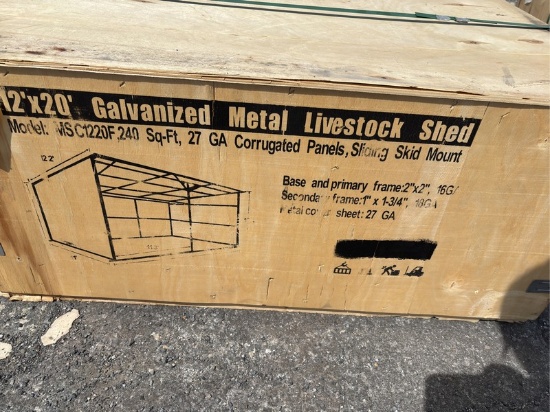 12'x20' Galvanized Metal Livestock Shed
Model: MSC1220F,240 Sq-Ft, 27 GA Corrugated Panels, Sliding Skid Mount
Base and primary frame:2"x2", 16GA
Secondary frame:1" x 1-3/4", 18GA
Metal cover sheet: 27 GA